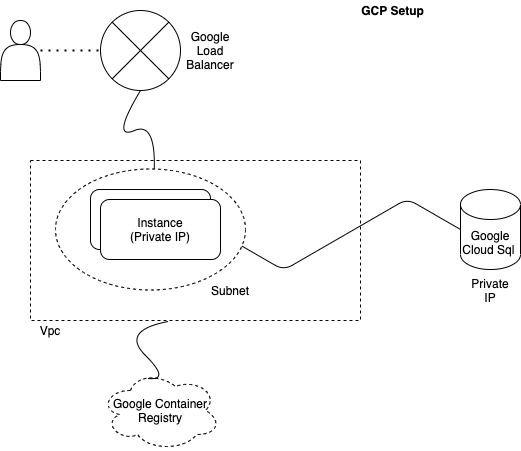 GCP Setup
Google
Load
Balancer
Instance
(Private IP)
Subnet
Vpc
Google
Cloud Sql
Private
IP
Google Container
Registry